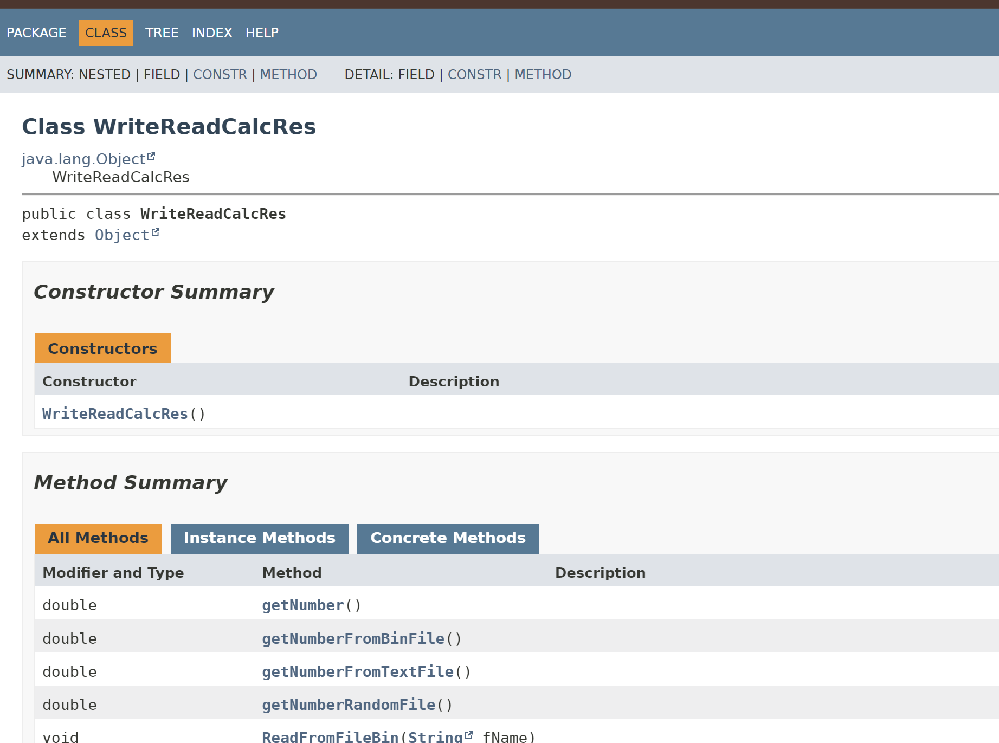 PACKAGE CLASS TREE INDEX HELP
SUMMARY: NESTED | FIELD | CONSTR | METHOD DETAIL: FIELD | CONSTR | METHOD
Class WriteReadCalcRes
java.lang.Object
WriteReadCalcRes
public class WriteReadCalcRes
extends Object
Constructor Summary
Constructors
Constructor Description
WriteReadCalcRes()
Method Summary
All Methods Instance Methods Concrete Methods
Modifier and Type Method Description
double getNumber()
double getNumberFromBinFile()
double getNumberFromTextFile()
double getNumberRandomFile()
void ReadFromFileBin(String fName)